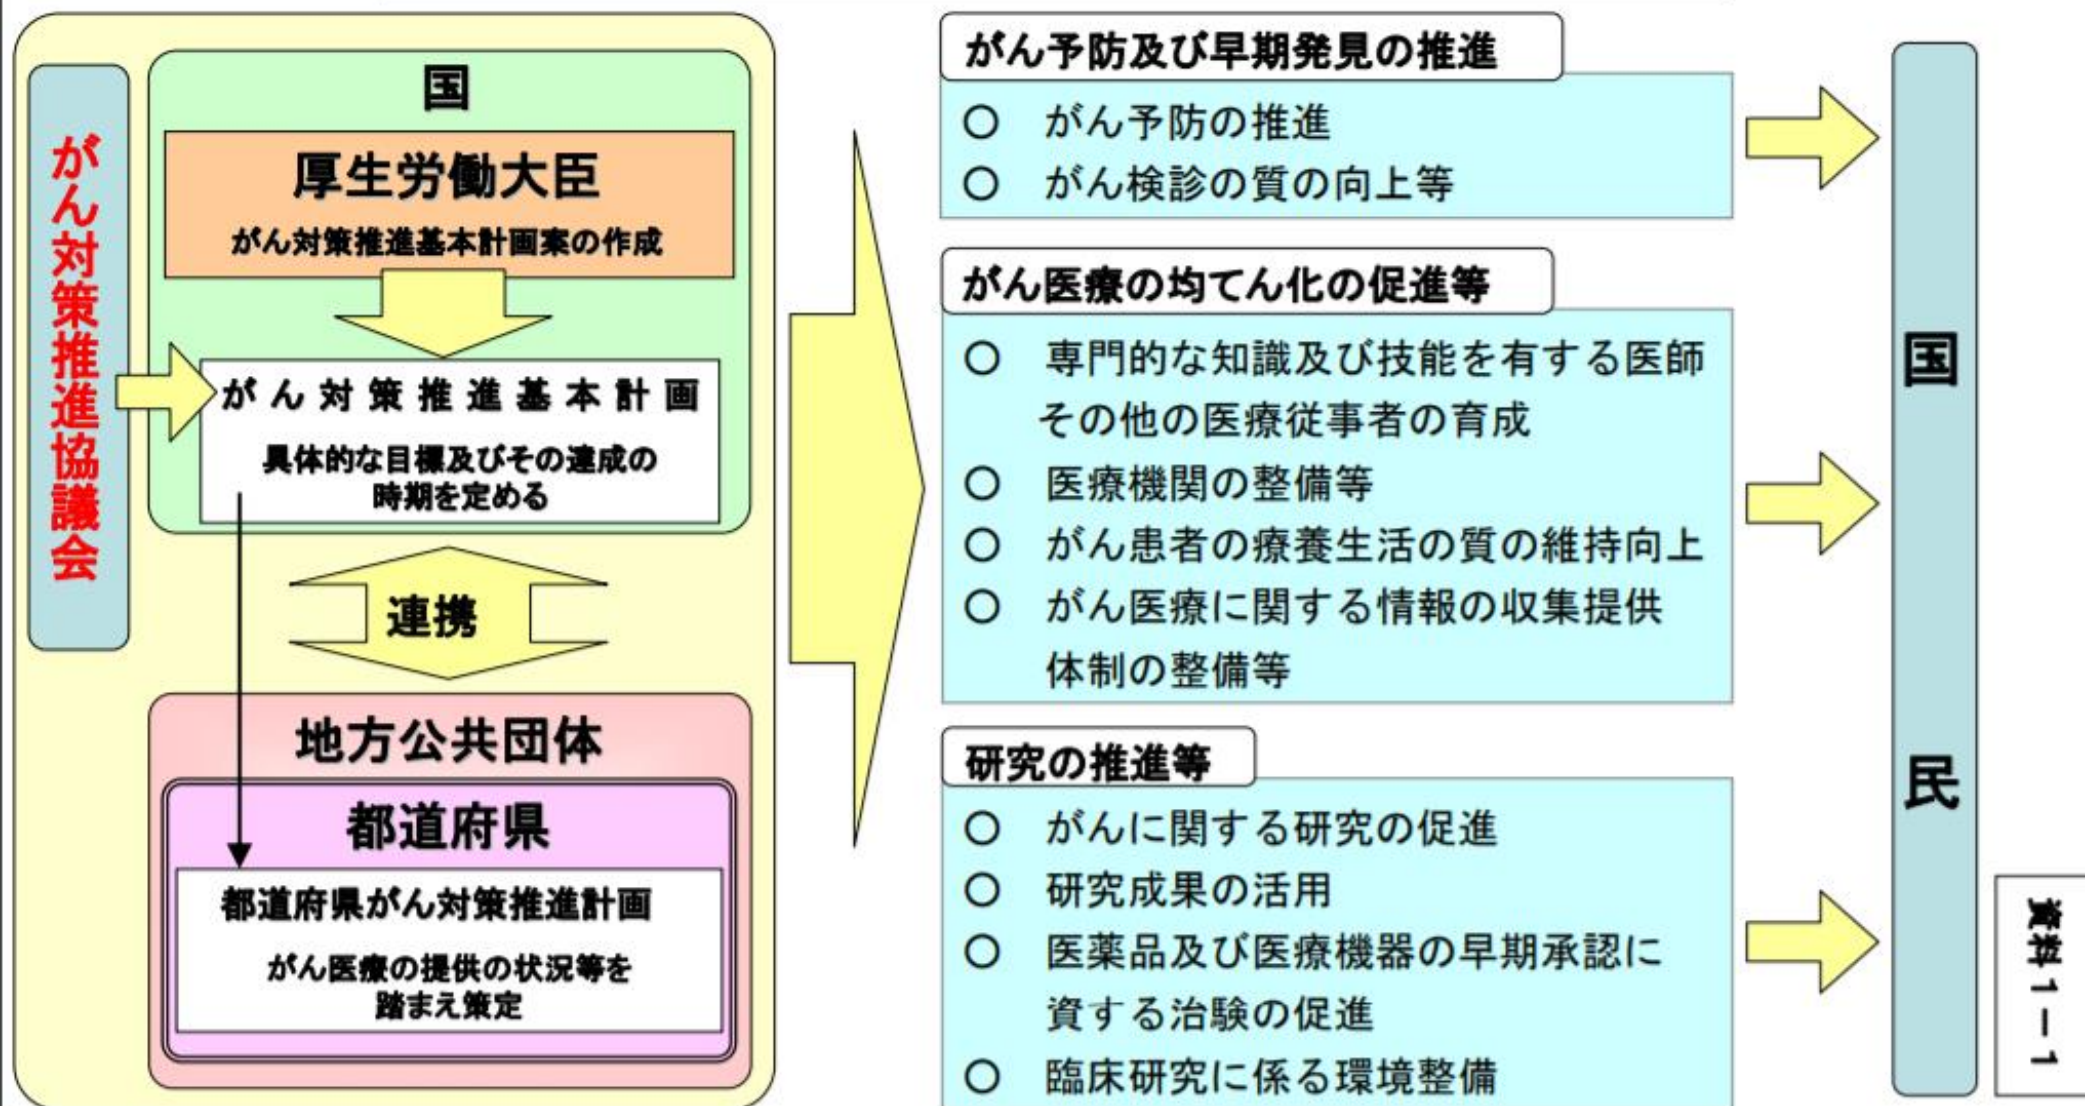 がん対策推進協議会
国
厚生労働大臣
がん対策推進基本計画案の作成
がん対策推進基本計画
具体的な目標及びその達成の
時期を定める
連携
地方公共団体
都道府県
都道府県がん対策推進計画
がん医療の提供の状況等を
踏まえ策定
がん予防及び早期発見の推進
○ がん予防の推進
○ がん検診の質の向上等
がん医療の均てん化の促進等
○ 専門的な知識及び技能を有する医師
その他の医療従事者の育成
○ 医療機関の整備等
○ がん患者の療養生活の質の維持向上
○ がん医療に関する情報の収集提供
体制の整備等
研究の推進等
○ がんに関する研究の促進
○ 研究成果の活用
○ 医薬品及び医療機器の早期承認に
資する治験の促進
○ 臨床研究に係る環境整備
国民
資料1－1